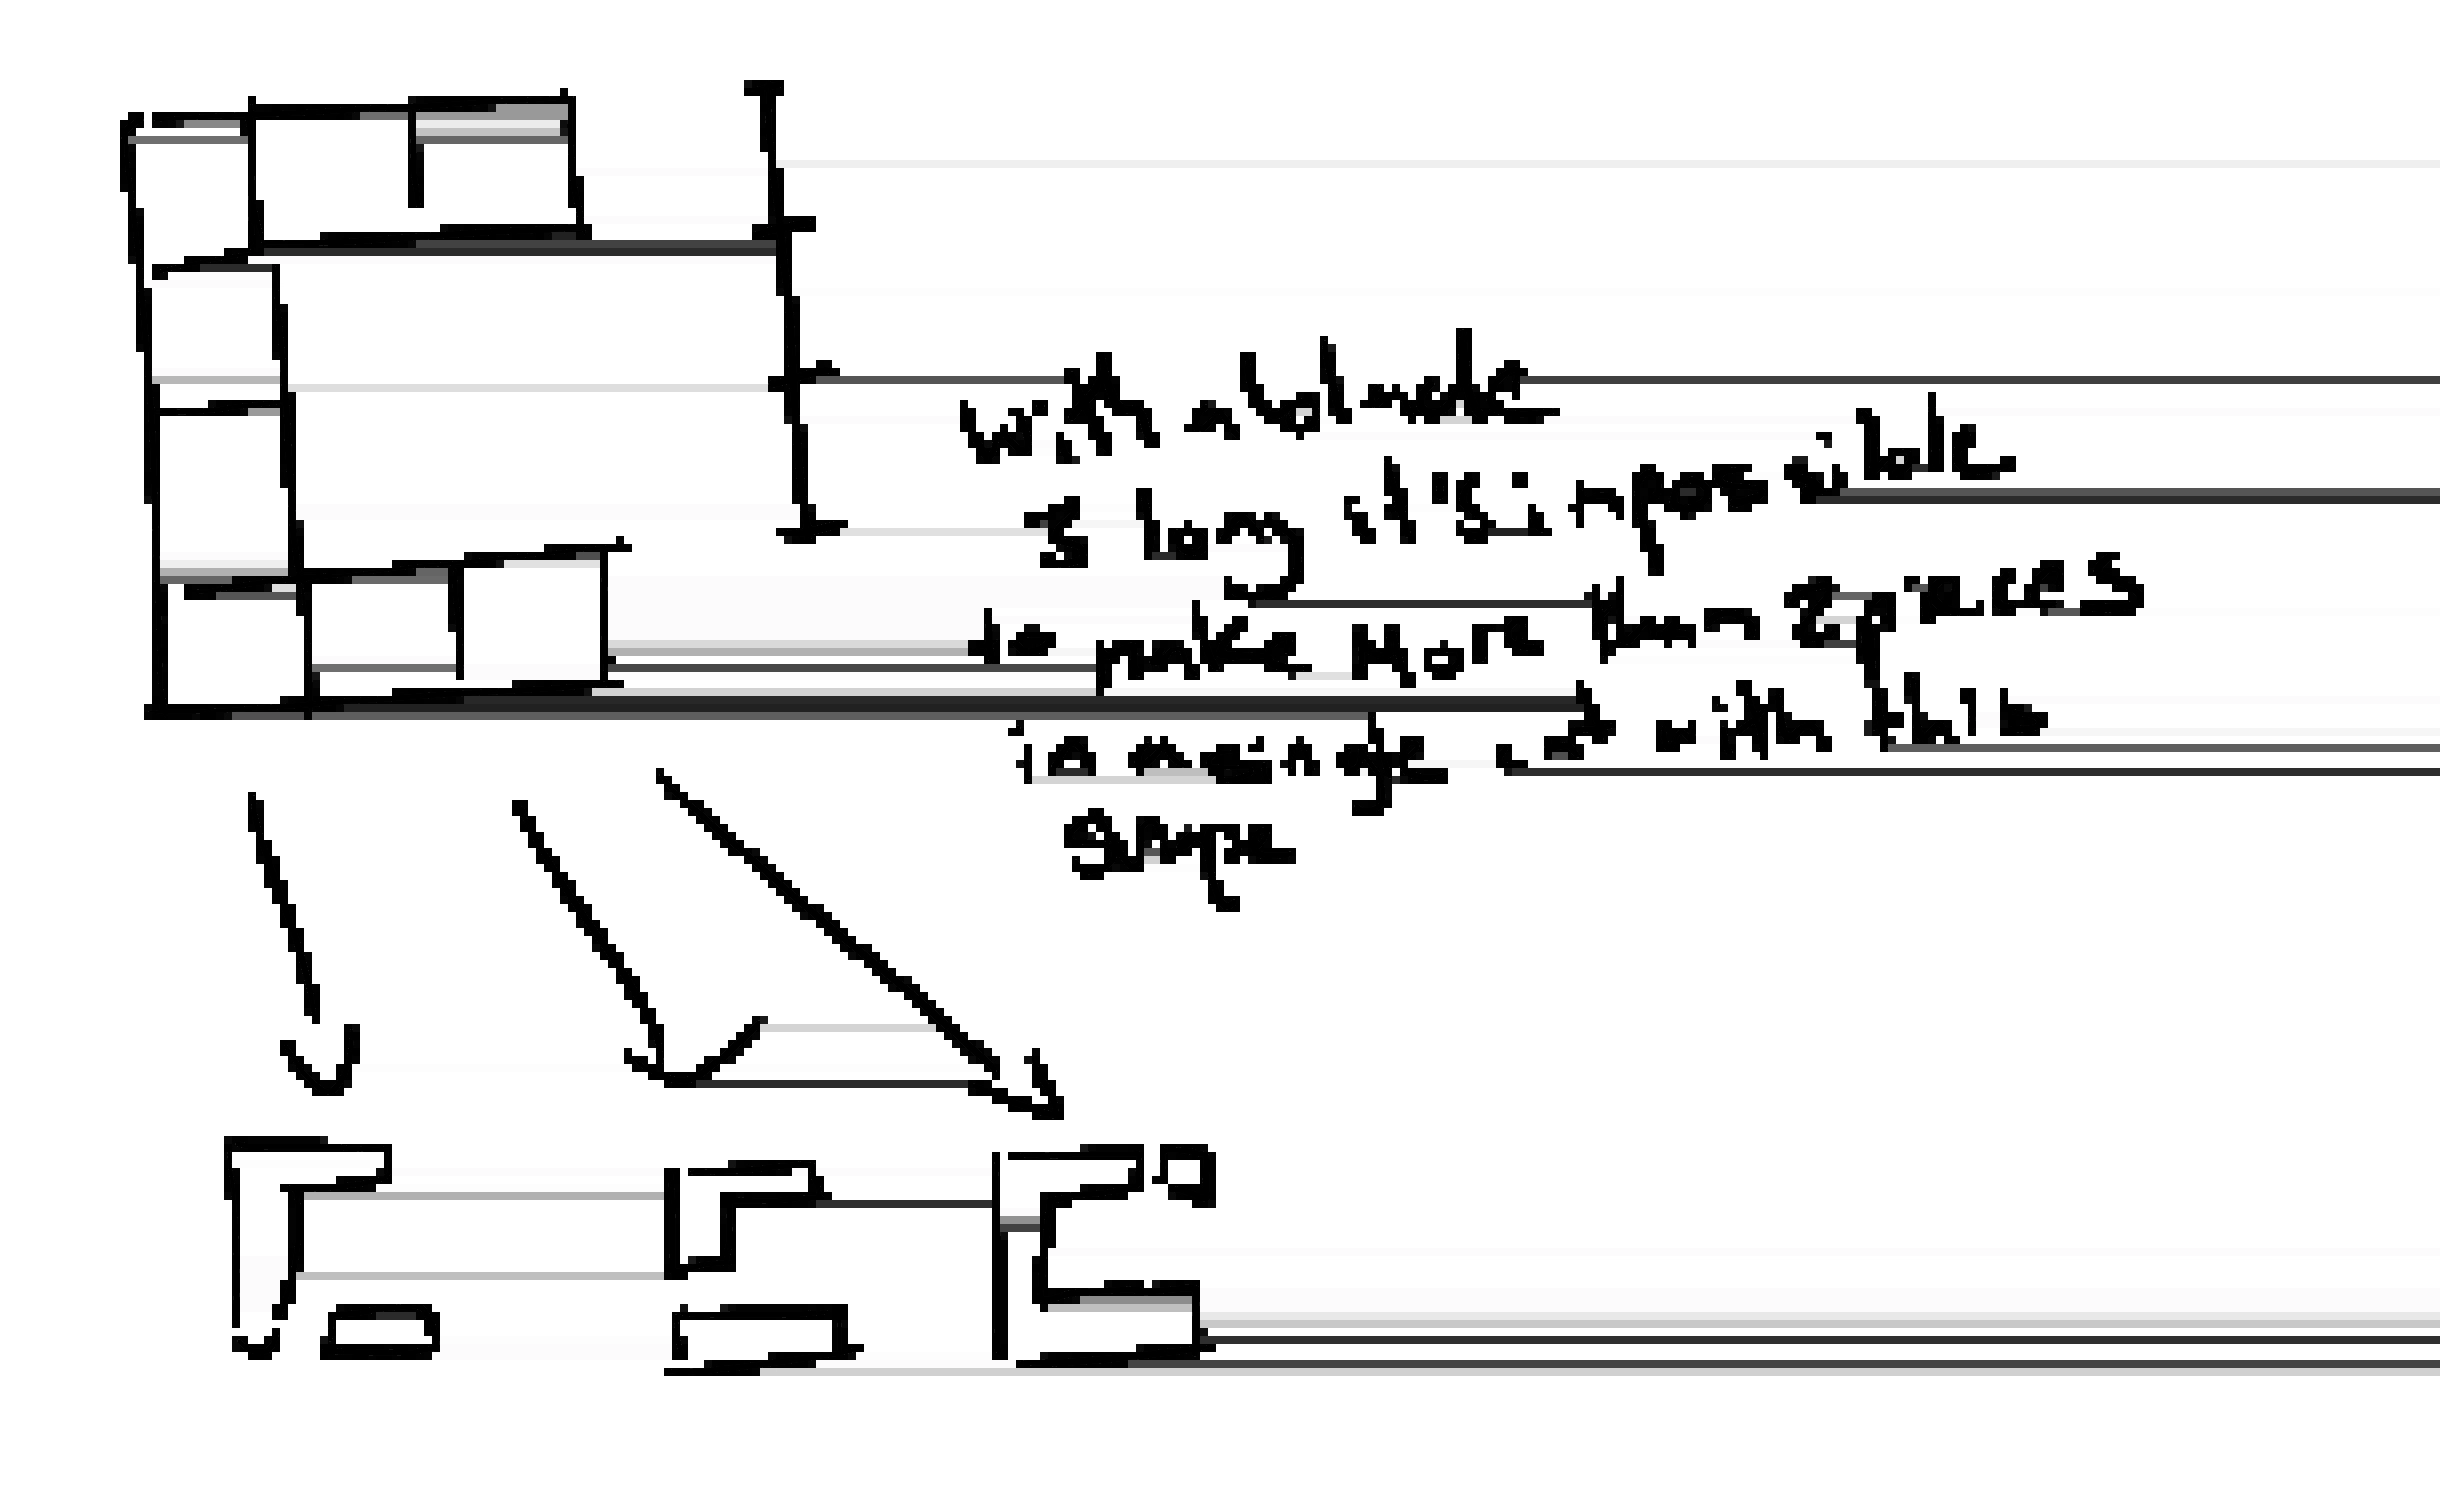 with a blade
3 long it's impossible
to make more than 2 pieces
in a single cut with this
shape